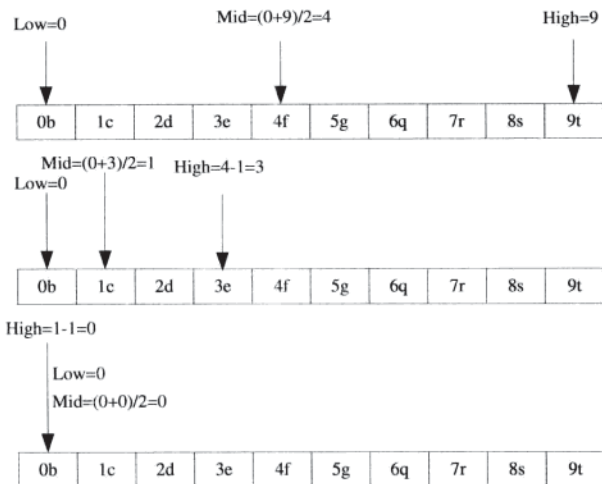 Mid=(0+9)/2=4
High=9
Low=0
0b 1c 2d 3e 4f 5g 6q 7r 8s 9t
Mid=(0+3)/2=1
High=4-1=3
Low=0
0b 1c 2d 3e 4f 5g 6q 7r 8s 9t
High=1-1=0
Low=0
Mid=(0+0)/2=0
0b 1c 2d 3e 4f 5g 6q 7r 8s 9t